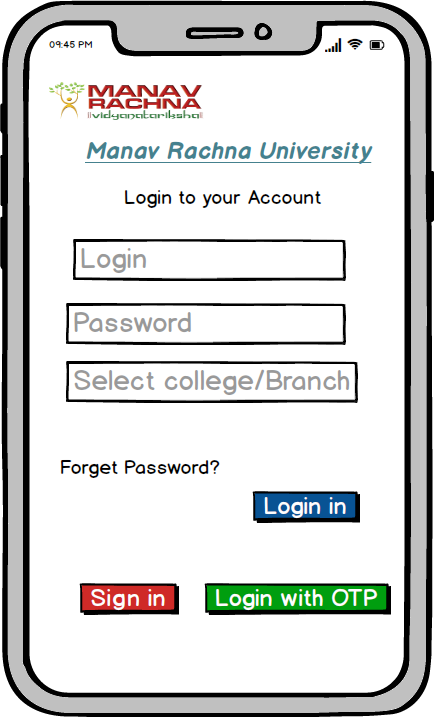 09:45 PM
MANAV
RACHNA
vidyanatariksha
Manav Rachna University
Login to your Account
Login
Password
Select college/Branch
Forget Password?
Login in
Sign in
Login with OTP